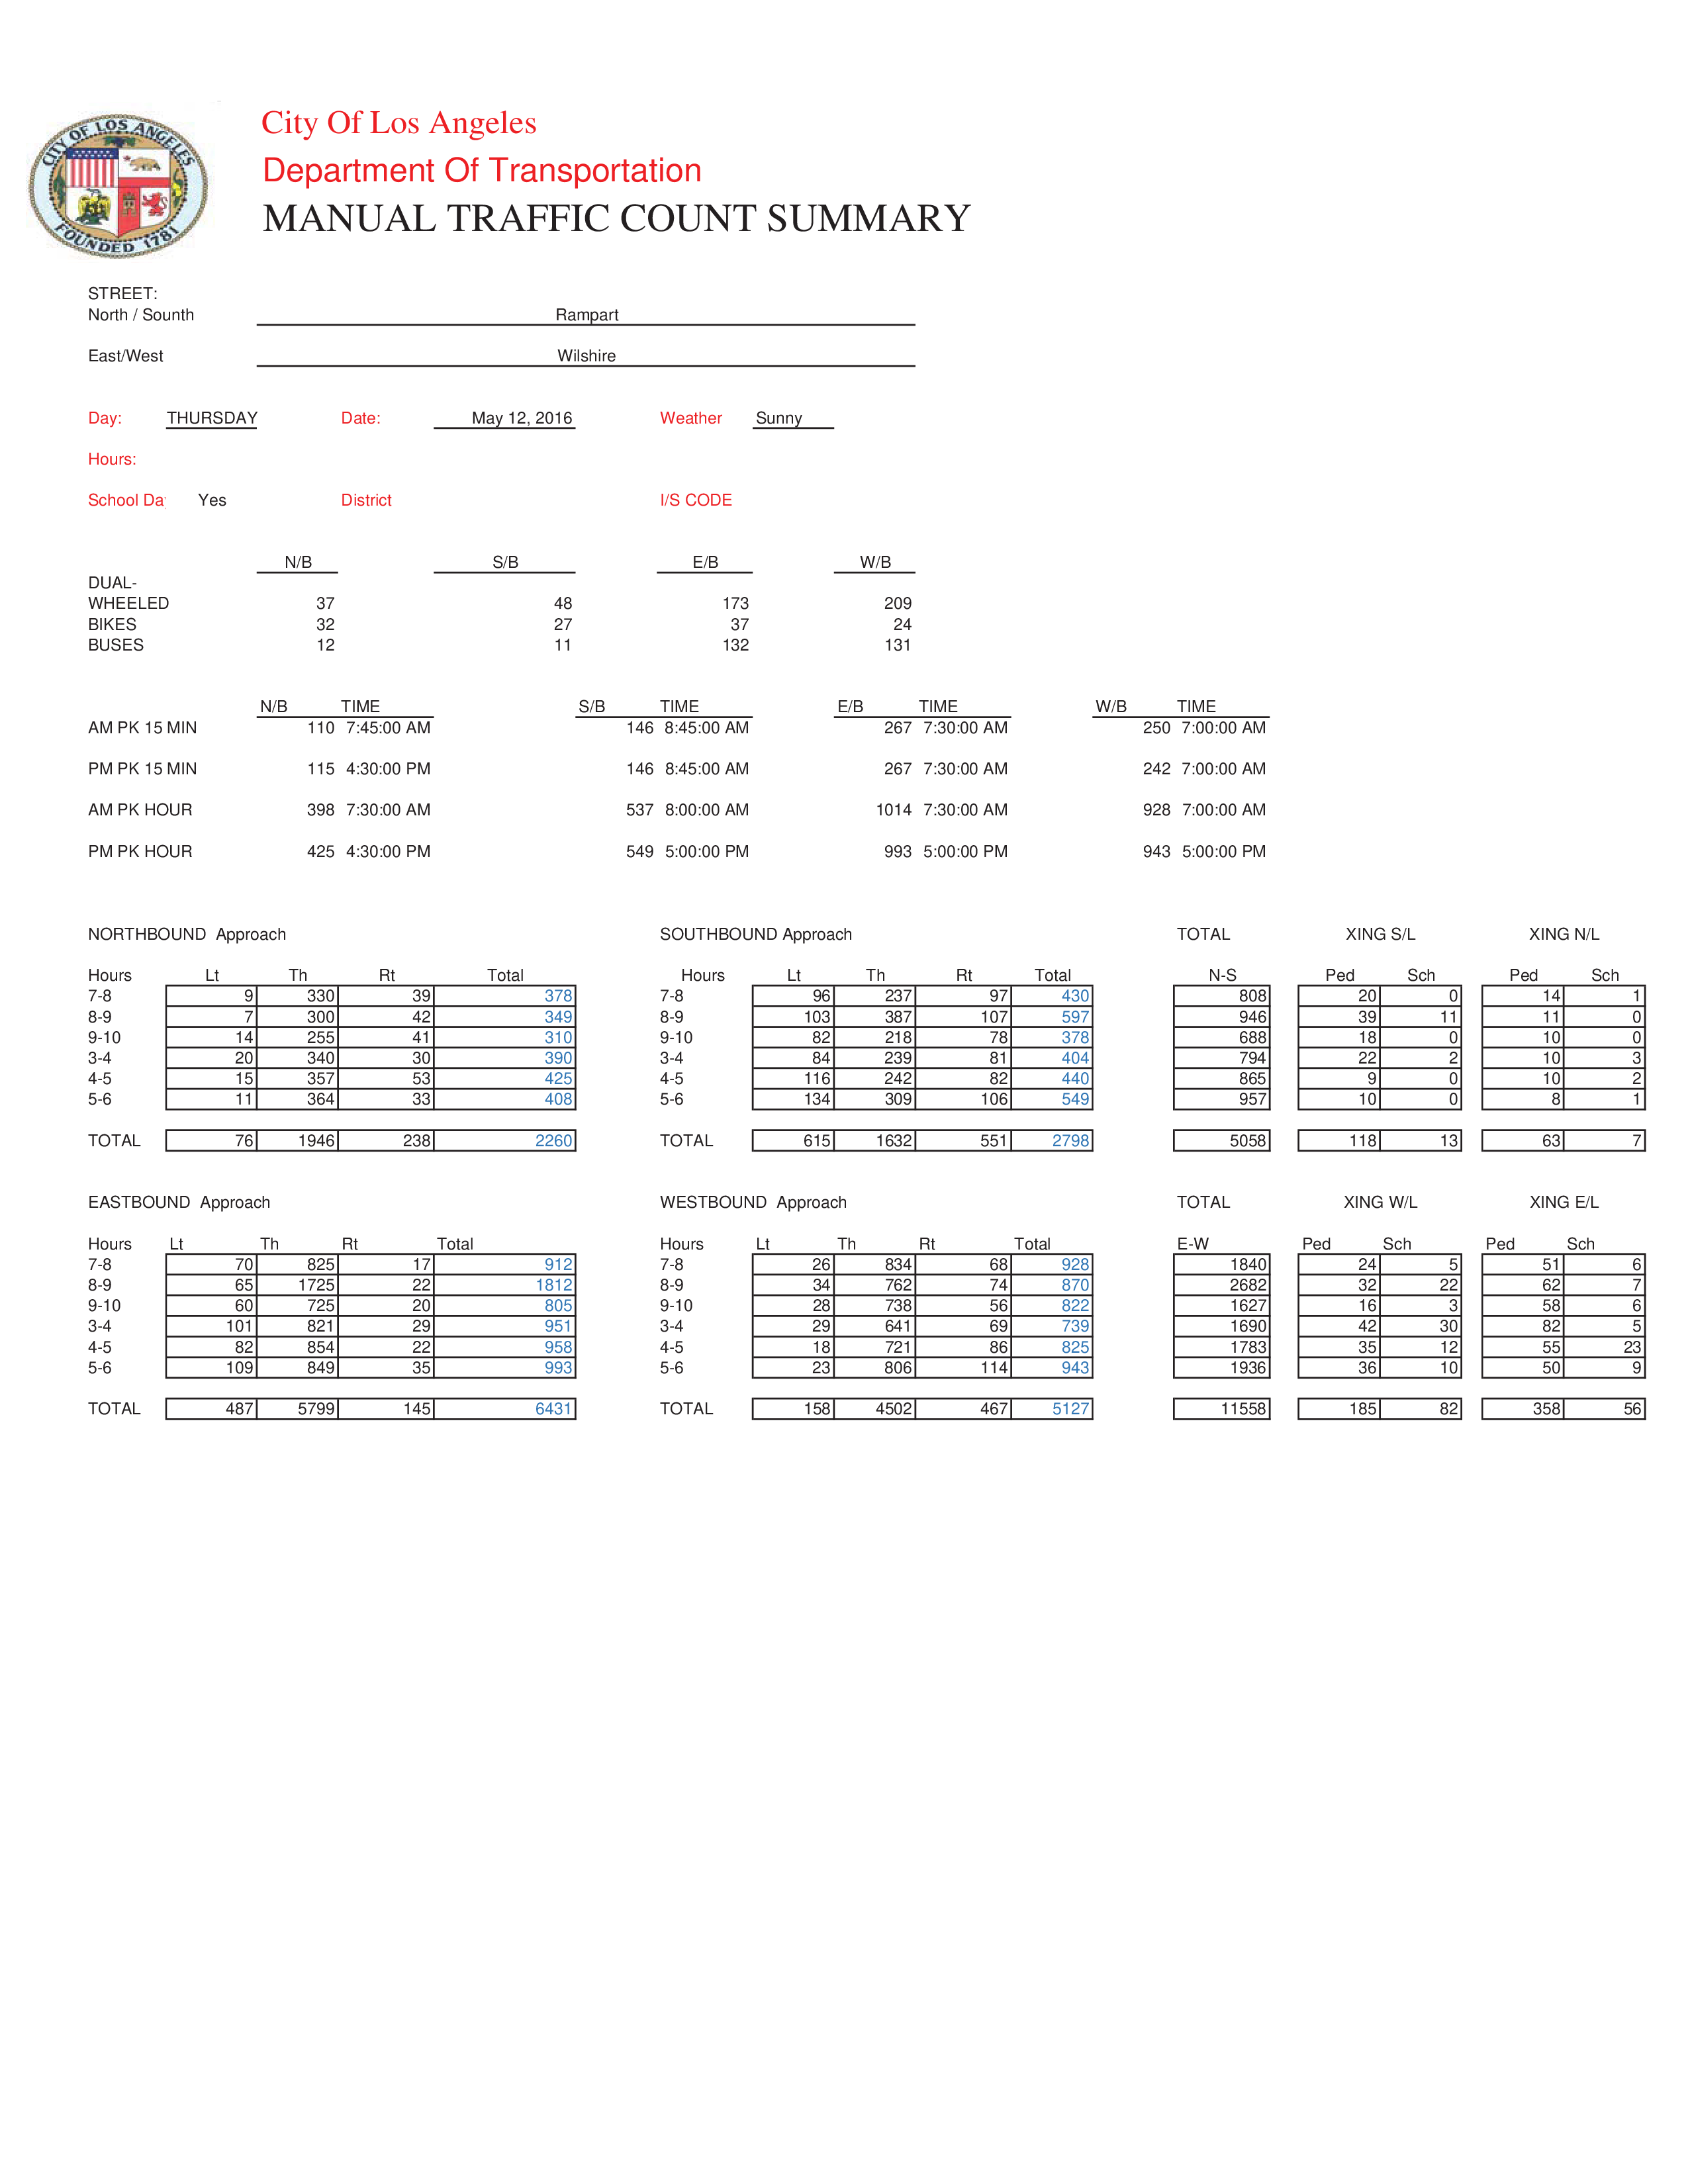 CITY OF LOS ANGELES
FOUNDED 1781
City Of Los Angeles
Department Of Transportation
MANUAL TRAFFIC COUNT SUMMARY
STREET:
North / Sounth Rampart
East/West Wilshire
Day: THURSDAY Date: May 12, 2016 Weather Sunny
Hours:
School Da Yes District I/S CODE
N/B S/B E/B W/B
DUAL-
WHEELED 37 48 173 209
BIKES 32 27 37 24
BUSES 12 11 132 131
N/B TIME S/B TIME E/B TIME W/B TIME
AM PK 15 MIN 110 7:45:00 AM 146 8:45:00 AM 267 7:30:00 AM 250 7:00:00 AM
PM PK 15 MIN 115 4:30:00 PM 146 8:45:00 AM 267 7:30:00 AM 242 7:00:00 AM
AM PK HOUR 398 7:30:00 AM 537 8:00:00 AM 1014 7:30:00 AM 928 7:00:00 AM
PM PK HOUR 425 4:30:00 PM 549 5:00:00 PM 993 5:00:00 PM 943 5:00:00 PM
NORTHBOUND Approach SOUTHBOUND Approach TOTAL XING S/L XING N/L
Hours Lt Th Rt Total Hours Lt Th Rt Total N-S Ped Sch Ped Sch
7-8 9 330 39 378 7-8 96 237 97 430 808 20 0 14 1
8-9 7 300 42 349 8-9 103 387 107 597 946 39 11 11 0
9-10 14 255 41 310 9-10 82 218 78 378 688 18 0 10 0
3-4 20 340 30 390 3-4 84 239 81 404 794 22 2 10 3
4-5 15 357 53 425 4-5 116 242 82 440 865 9 0 10 2
5-6 11 364 33 408 5-6 134 309 106 549 957 10 0 8 1
TOTAL 76 1946 238 2260 TOTAL 615 1632 551 2798 5058 118 13 63 7
EASTBOUND Approach WESTBOUND Approach TOTAL XING W/L XING E/L
Hours Lt Th Rt Total Hours Lt Th Rt Total E-W Ped Sch Ped Sch
7-8 70 825 17 912 7-8 26 834 68 928 1840 24 5 51 6
8-9 65 1725 22 1812 8-9 34 762 74 870 2682 32 22 62 7
9-10 60 725 20 805 9-10 28 738 56 822 1627 16 3 58 6
3-4 101 821 29 951 3-4 29 641 69 739 1690 42 30 82 5
4-5 82 854 22 958 4-5 18 721 86 825 1783 35 12 55 23
5-6 109 849 35 993 5-6 23 806 114 943 1936 36 10 50 9
TOTAL 487 5799 145 6431 TOTAL 158 4502 467 5127 11558 185 82 358 56